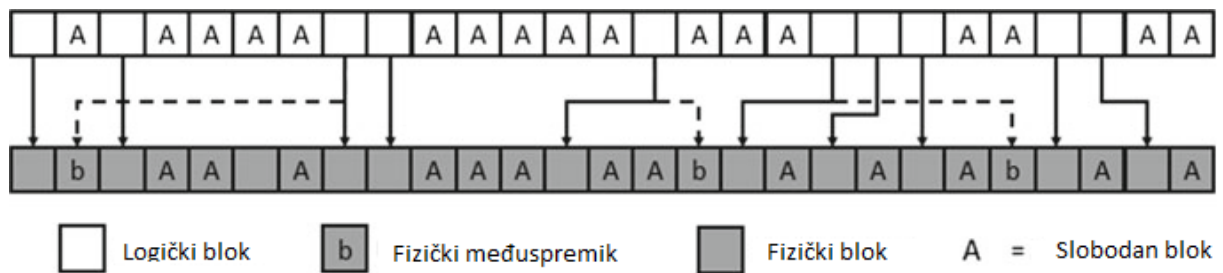 A A A A A A A A A A A A A A A A A
b A A A A A A A A b A A A b A A
Logički blok b Fizički međuspremik Fizički blok A = Slobodan blok